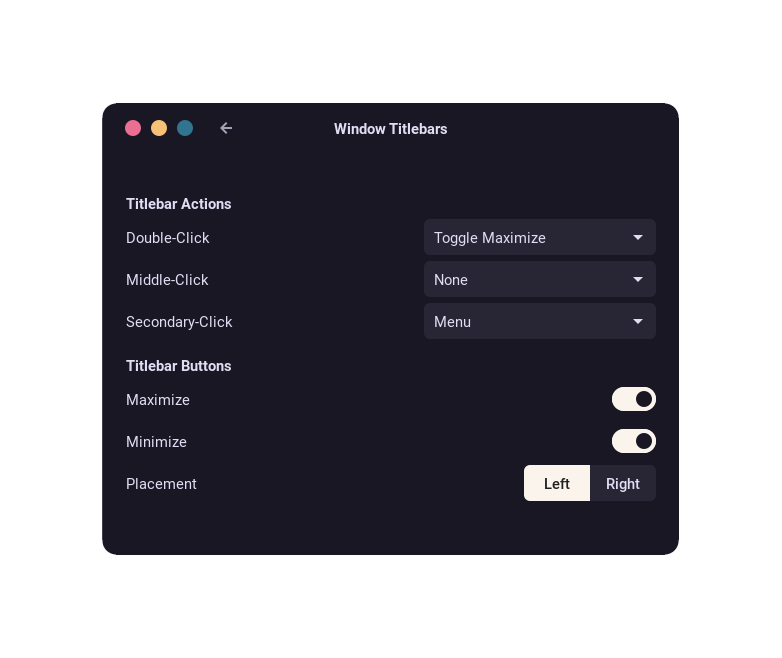 Window Titlebars
Titlebar Actions
Double-Click Toggle Maximize
Middle-Click None
Secondary-Click Menu
Titlebar Buttons
Maximize
Minimize
Placement Left Right